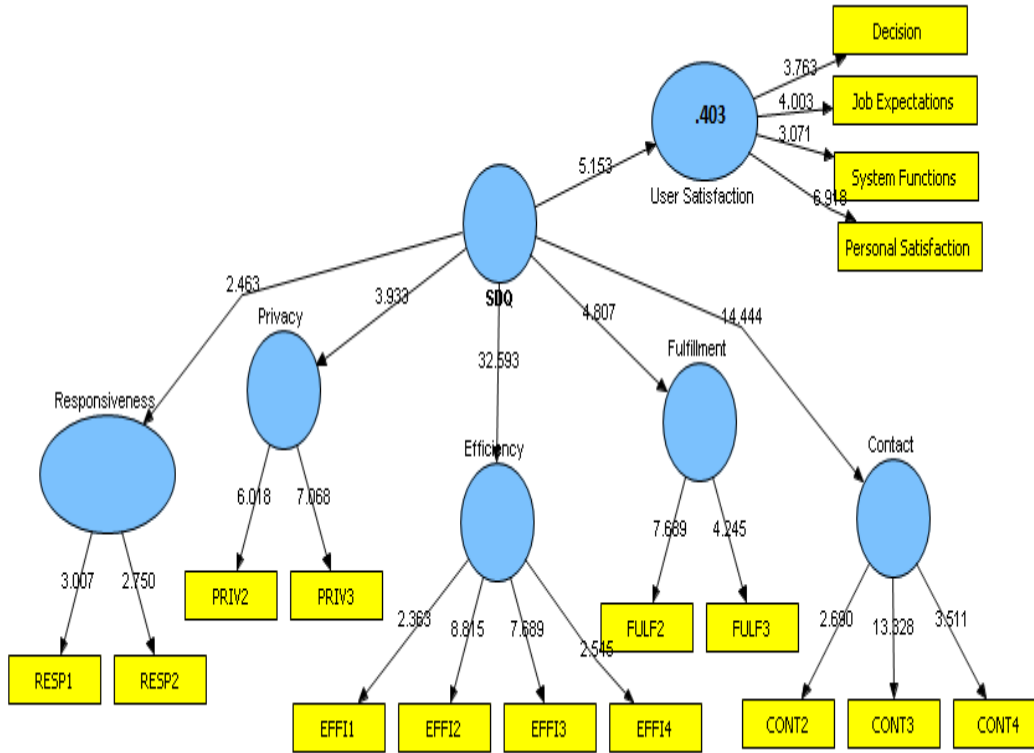 Decision
3.763
.403
4.003
Job Expectations
3.071
5.153
System Functions
User Satisfaction
6.918
Personal Satisfaction
2.463
3.933
SDQ
4.807
14.444
Privacy
32.593
Fulfillment
Responsiveness
Efficiency
Contact
6.018
7.068
7.689
4.245
3.007
2.750
PRIV2
PRIV3
2.363
8.815
7.689
2.545
FULF2
FULF3
2.690
13.328
3.511
RESP1
RESP2
EFFI1
EFFI2
EFFI3
EFFI4
CONT2
CONT3
CONT4